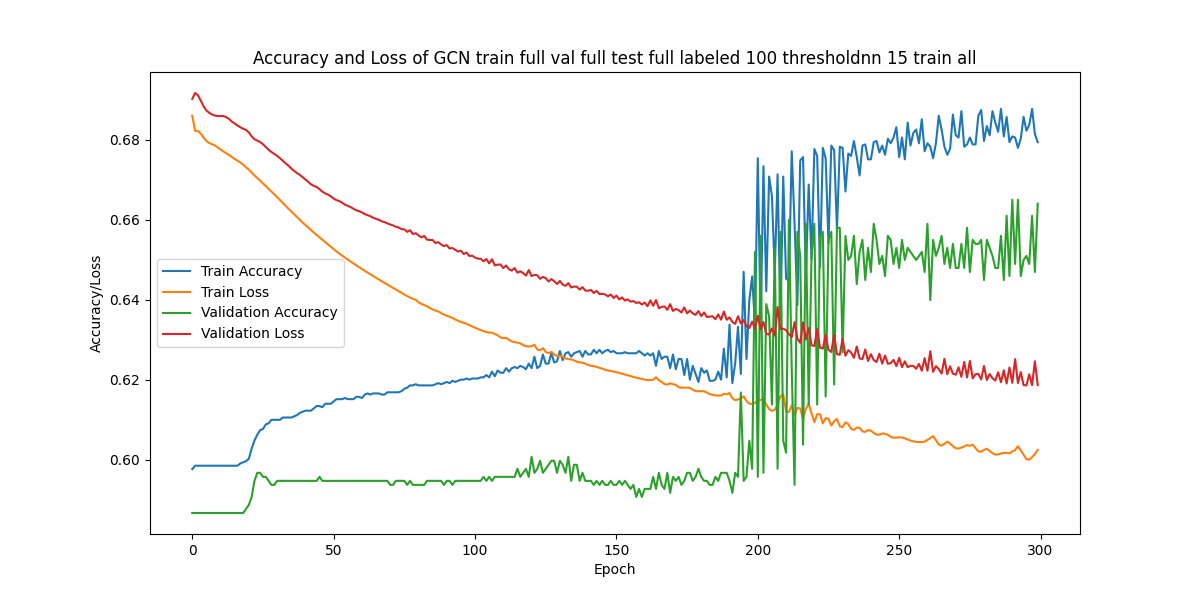 Accuracy and Loss of GCN train full val full test full labeled 100 thresholdnn 15 train all
0.68
0.66
0.64
0.62
0.60
Accuracy/Loss
Train Accuracy
Train Loss
Validation Accuracy
Validation Loss
0 50 100 150 200 250 300
Epoch